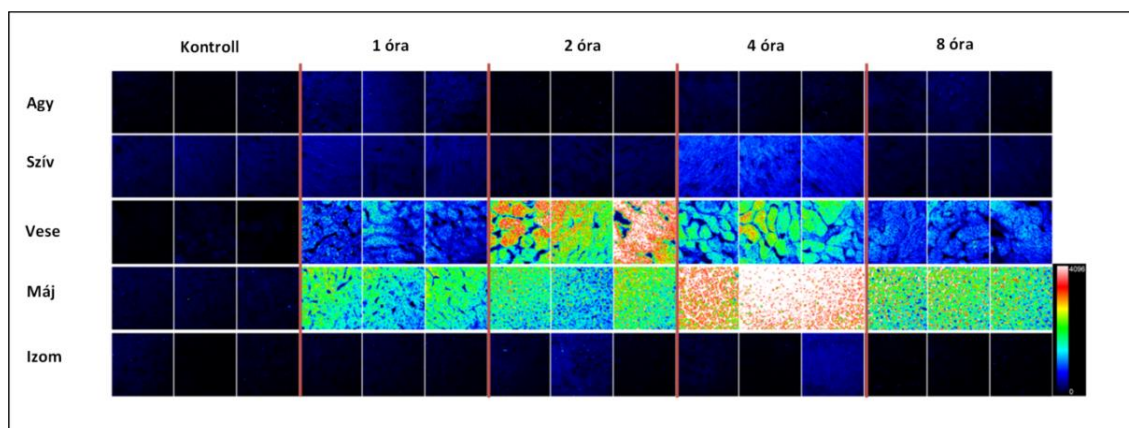 Kontroll 1 óra 2 óra 4 óra 8 óra
Agy
Szív
Vese
Máj
4096
0
Izom